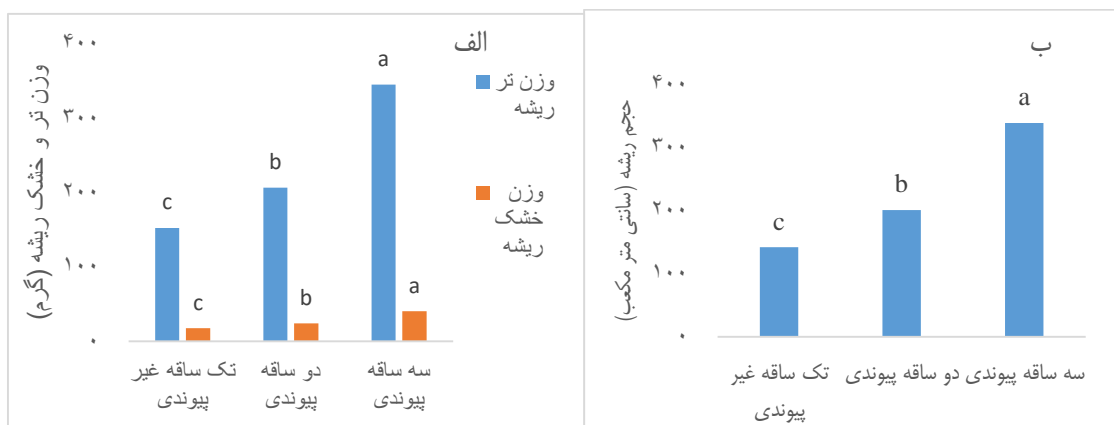 الف
وزن تر و خشک ریشه (گرم)
۴۰۰
۳۰۰
۲۰۰
۱۰۰
۰
c
c
b
b
a
a
تک ساقه غیر
پیوندی
دو ساقه
پیوندی
سه ساقه
پیوندی
وزن تر
ریشه
وزن
خشک
ریشه
ب
حجم ریشه (سانتی متر مکعب)
۴۰۰
۳۰۰
۲۰۰
۱۰۰
۰
c
b
a
تک ساقه غیر
پیوندی
دو ساقه پیوندی
سه ساقه پیوندی